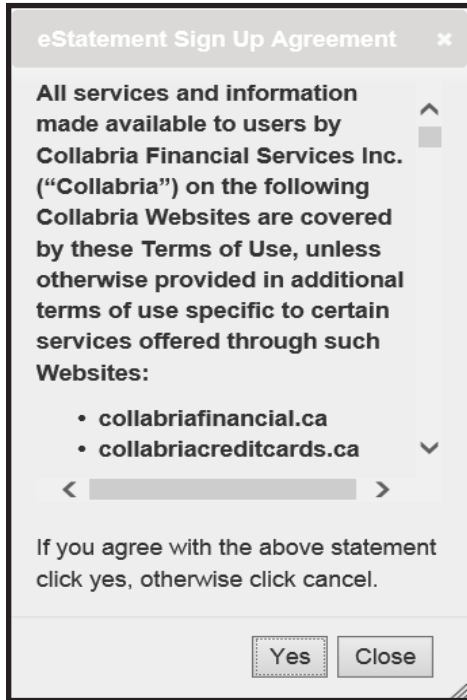 eStatement Sign Up Agreement ×
All services and information
made available to users by
Collabria Financial Services Inc.
(“Collabria”) on the following
Collabria Websites are covered
by these Terms of Use, unless
otherwise provided in additional
terms of use specific to certain
services offered through such
Websites:
• collabriafinancial.ca
• collabriacreditcards.ca
If you agree with the above statement
click yes, otherwise click cancel.
Yes Close